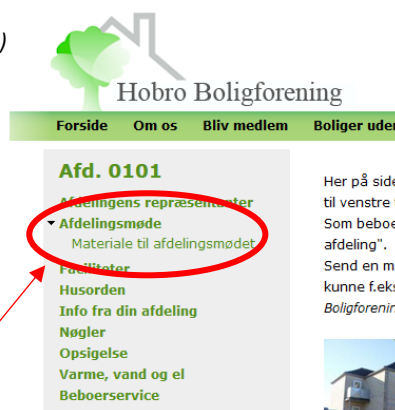 )
Hobro Boligforening
Forside Om os Bliv medlem Boliger uden
Afd. 0101
Afdelingens repræsentanter
Afdelingsmøde
Materiale til afdelingsmødet
Faciliteter
Husorden
Info fra din afdeling
Nøgler
Opsigelse
Varme, vand og el
Beboerservice
Her på side
til venstre
Som beboe
afdeling".
Send en ma
kunne f.eks
Boligforenin